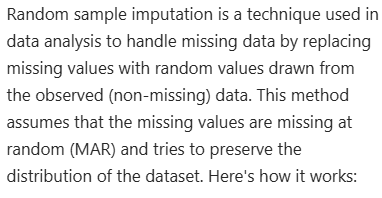 Random sample imputation is a technique used in
data analysis to handle missing data by replacing
missing values with random values drawn from
the observed (non-missing) data. This method
assumes that the missing values are missing at
random (MAR) and tries to preserve the
distribution of the dataset. Here's how it works: